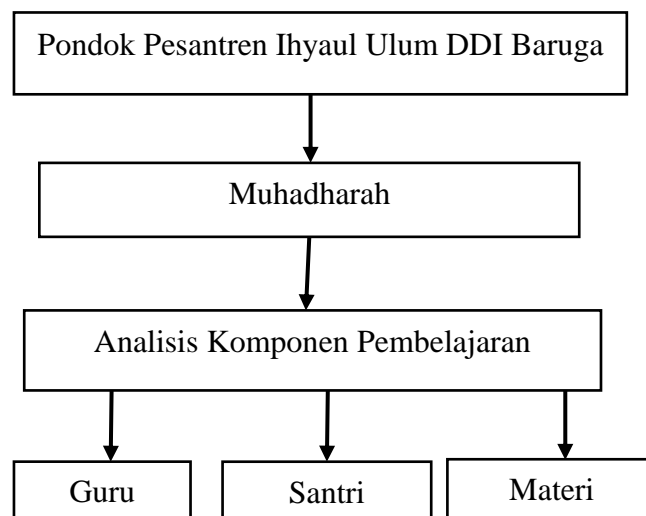 Pondok Pesantren Ihyaul Ulum DDI Baruga
Muhadharah
Analisis Komponen Pembelajaran
Guru
Santri
Materi